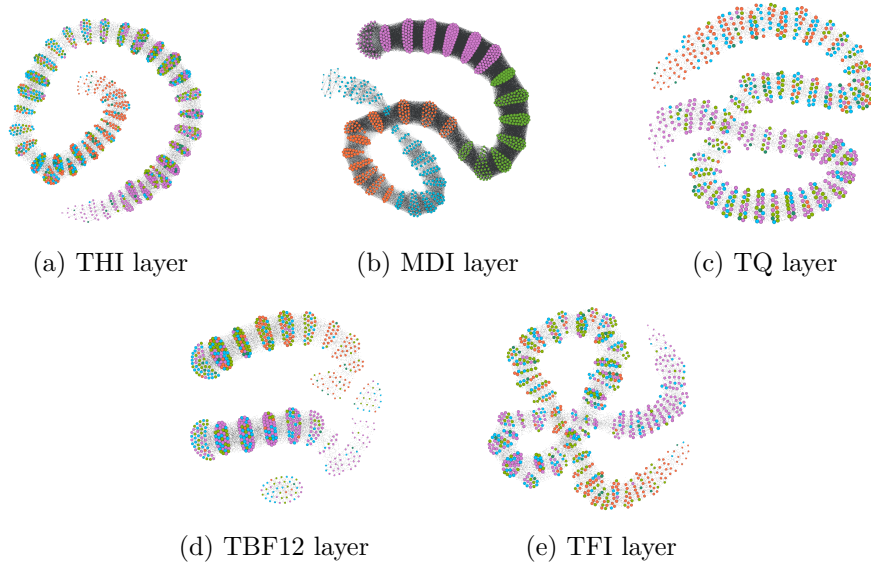 (a) THI layer
(b) MDI layer
(c) TQ layer
(d) TBF12 layer
(e) TFI layer